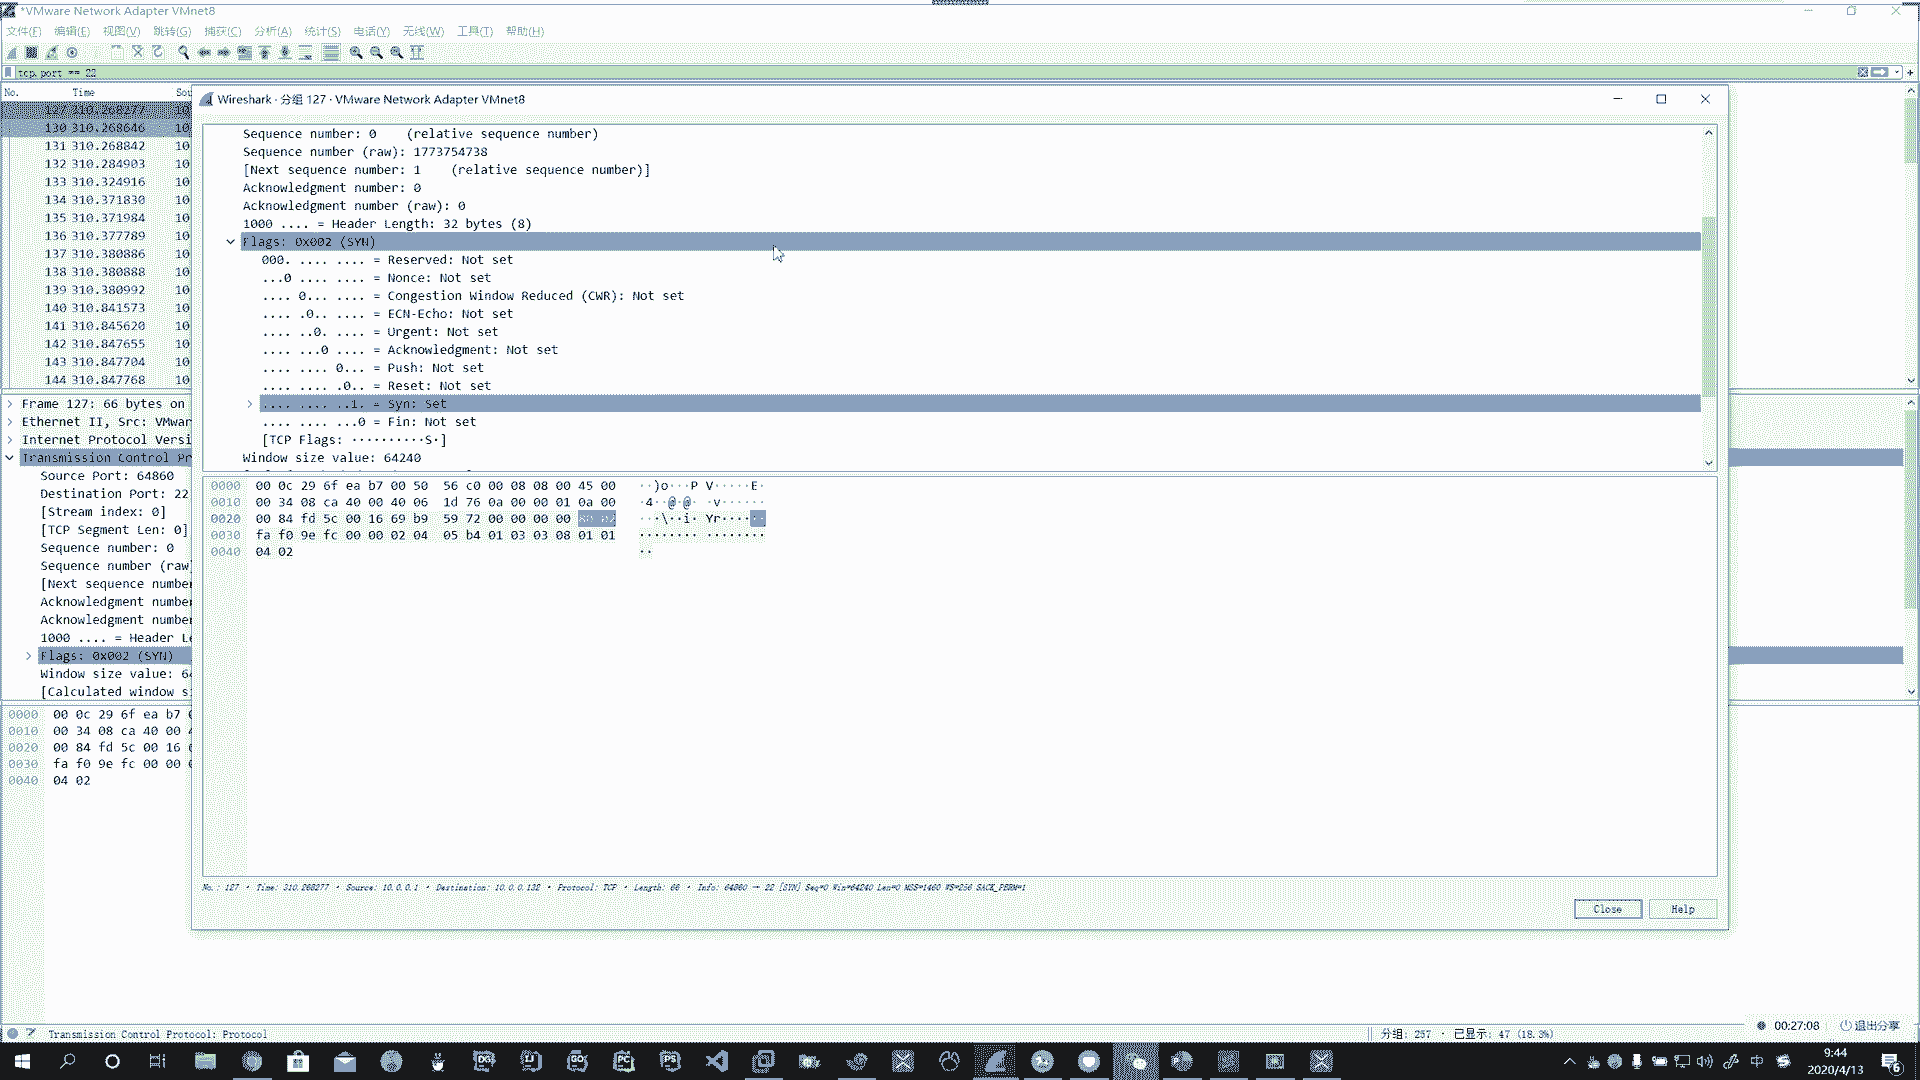 *VMware Network Adapter VMnet8
文件(F) 编辑(E) 视图(V) 跳转(G) 捕获(C) 分析(A) 统计(S) 电话(Y) 无线(W) 工具(T) 帮助(H)
tcp.port == 22
No. Time Sou
127 310.268277 10
130 310.268646 10
131 310.268842 10
132 310.284903 10
133 310.324916 10
134 310.371830 10
135 310.371984 10
136 310.377789 10
137 310.380886 10
138 310.380888 10
139 310.380992 10
140 310.841573 10
141 310.845620 10
142 310.847655 10
143 310.847704 10
144 310.847768 10
Frame 127: 66 bytes on
Ethernet II, Src: VMwar
Internet Protocol Versi
Transmission Control Pr
Source Port: 64860
Destination Port: 22
[Stream index: 0]
[TCP Segment Len: 0]
Sequence number: 0
Sequence number (raw
[Next sequence number
Acknowledgment number
Acknowledgment number
1000 .... = Header Le
Flags: 0x002 (SYN)
Window size value: 64
[Calculated window si
0000 00 0c 29 6f ea b7
0010 00 34 08 ca 40 00 4
0020 00 84 fd 5c 00 16 6
0030 fa f0 9e fc 00 00
0040 04 02
Wireshark · 分组 127 · VMware Network Adapter VMnet8
Sequence number: 0 (relative sequence number)
Sequence number (raw): 1773754738
[Next sequence number: 1 (relative sequence number)]
Acknowledgment number: 0
Acknowledgment number (raw): 0
1000 .... = Header Length: 32 bytes (8)
Flags: 0x002 (SYN)
000. .... .... = Reserved: Not set
...0 .... .... = Nonce: Not set
.... 0... .... = Congestion Window Reduced (CWR): Not set
.... .0.. .... = ECN-Echo: Not set
.... ..0. .... = Urgent: Not set
.... ...0 .... = Acknowledgment: Not set
.... .... 0... = Push: Not set
.... .... .0.. = Reset: Not set
.... .... ..1. = Syn: Set
.... .... ...0 = Fin: Not set
[TCP Flags: ··········S·]
Window size value: 64240
0000 00 0c 29 6f ea b7 00 50 56 c0 00 08 08 00 45 00 ··)o···P V·····E·
0010 00 34 08 ca 40 00 40 06 1d 76 0a 00 00 01 0a 00 ·4··@·@· ·v······
0020 00 84 fd 5c 00 16 69 b9 59 72 00 00 00 00 80 02 ···\··i· Yr······
0030 fa f0 9e fc 00 00 02 04 05 b4 01 03 03 08 01 01 ········ ········
0040 04 02 ··
No.: 127 · Time: 310.268277 · Source: 10.0.0.1 · Destination: 10.0.0.132 · Protocol: TCP · Length: 66 · Info: 64860 → 22 [SYN] Seq=0 Win=64240 Len=0 MSS=1460 WS=256 SACK_PERM=1
Close Help
Transmission Control Protocol: Protocol
分组: 257 · 已显示: 47 (18.3%)
00:27:08 退出分享
DG IJ GO PC PS
中
9:44
2020/4/13
6